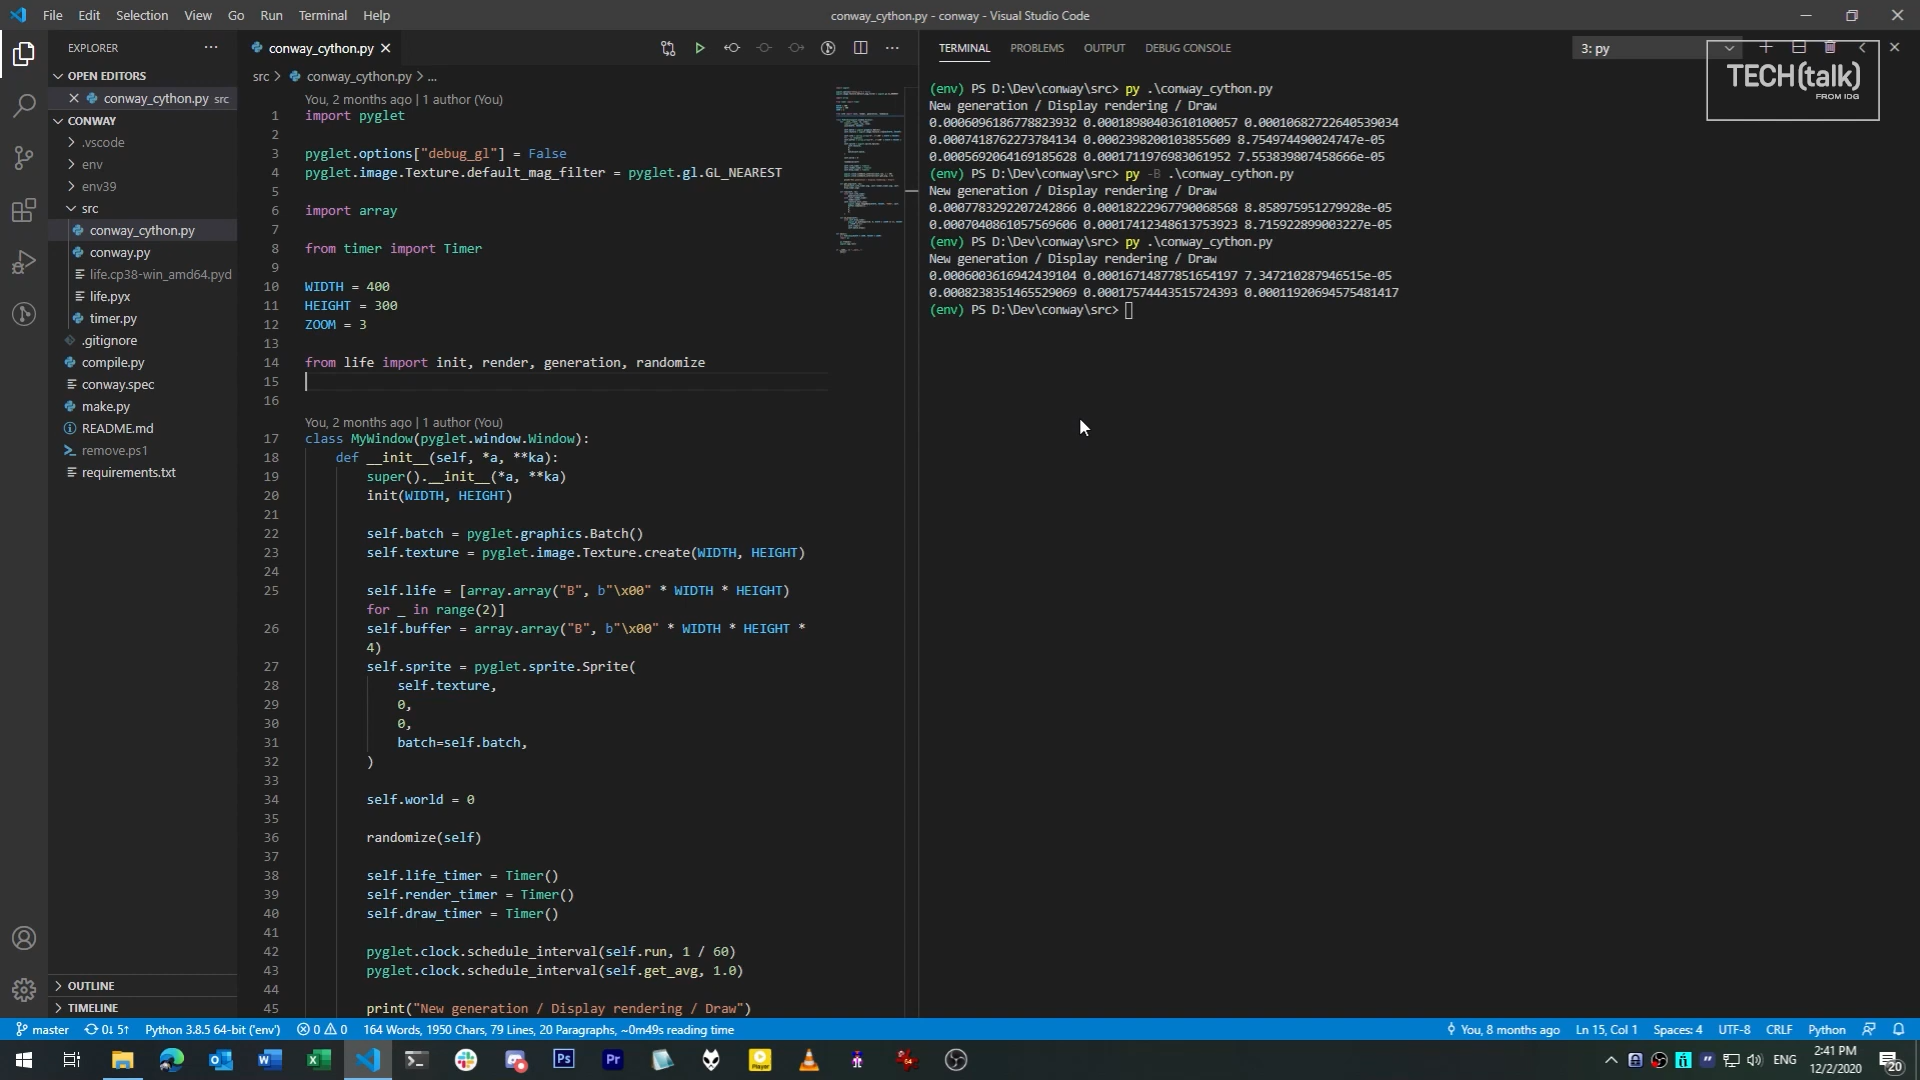 File Edit Selection View Go Run Terminal Help
conway_cython.py - conway - Visual Studio Code
EXPLORER
OPEN EDITORS
conway_cython.py src
CONWAY
.vscode
env
env39
src
conway_cython.py
conway.py
life.cp38-win_amd64.pyd
life.pyx
timer.py
.gitignore
compile.py
conway.spec
make.py
README.md
remove.ps1
requirements.txt
OUTLINE
TIMELINE
conway_cython.py
src > conway_cython.py > ...
You, 2 months ago | 1 author (You)
1 import pyglet
2
3 pyglet.options["debug_gl"] = False
4 pyglet.image.Texture.default_mag_filter = pyglet.gl.GL_NEAREST
5
6 import array
7
8 from timer import Timer
9
10 WIDTH = 400
11 HEIGHT = 300
12 ZOOM = 3
13
14 from life import init, render, generation, randomize
15
16
You, 2 months ago | 1 author (You)
17 class MyWindow(pyglet.window.Window):
18 def __init__(self, *a, **ka):
19 super().__init__(*a, **ka)
20 init(WIDTH, HEIGHT)
21
22 self.batch = pyglet.graphics.Batch()
23 self.texture = pyglet.image.Texture.create(WIDTH, HEIGHT)
24
25 self.life = [array.array("B", b"\x00" * WIDTH * HEIGHT)
for _ in range(2)]
26 self.buffer = array.array("B", b"\x00" * WIDTH * HEIGHT *
4)
27 self.sprite = pyglet.sprite.Sprite(
28 self.texture,
29 0,
30 0,
31 batch=self.batch,
32 )
33
34 self.world = 0
35
36 randomize(self)
37
38 self.life_timer = Timer()
39 self.render_timer = Timer()
40 self.draw_timer = Timer()
41
42 pyglet.clock.schedule_interval(self.run, 1 / 60)
43 pyglet.clock.schedule_interval(self.get_avg, 1.0)
44
45 print("New generation / Display rendering / Draw")
TERMINAL PROBLEMS OUTPUT DEBUG CONSOLE
3: py
TECH(talk)
FROM IDG
(env) PS D:\Dev\conway\src> py .\conway_cython.py
New generation / Display rendering / Draw
0.0006096186778823932 0.00018980403610100057 0.00010682722640539034
0.0007418762273784134 0.0002398200103855609 8.754974490024747e-05
0.0005692064169185628 0.0001711976983061952 7.553839807458666e-05
(env) PS D:\Dev\conway\src> py -B .\conway_cython.py
New generation / Display rendering / Draw
0.0007783292207242866 0.00018222967790068568 8.858975951279928e-05
0.0007040861057569606 0.00017412348613753923 8.715922899003227e-05
(env) PS D:\Dev\conway\src> py .\conway_cython.py
New generation / Display rendering / Draw
0.0006003616942439104 0.00016714877851654197 7.347210287946515e-05
0.0008238351465529069 0.00017574443515724393 0.00011920694575481417
(env) PS D:\Dev\conway\src>
master 0↓ 5↑ Python 3.8.5 64-bit ('env') 0 0 164 Words, 1950 Chars, 79 Lines, 20 Paragraphs, ~0m49s reading time
You, 8 months ago Ln 15, Col 1 Spaces: 4 UTF-8 CRLF Python
ENG
2:41 PM
12/2/2020
20